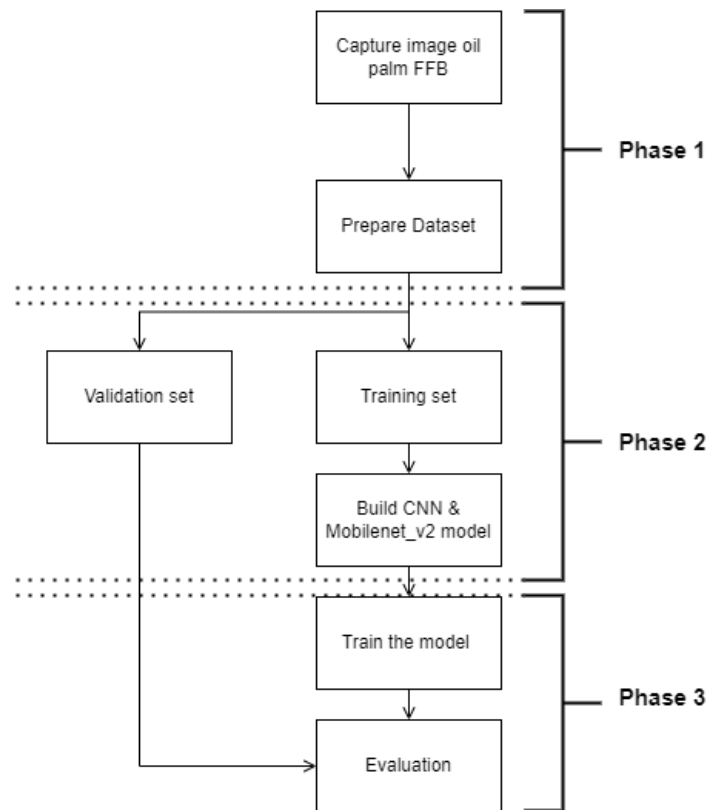 Capture image oil
palm FFB
Phase 1
Prepare Dataset
Validation set
Training set
Phase 2
Build CNN &
Mobilenet_v2 model
Train the model
Phase 3
Evaluation